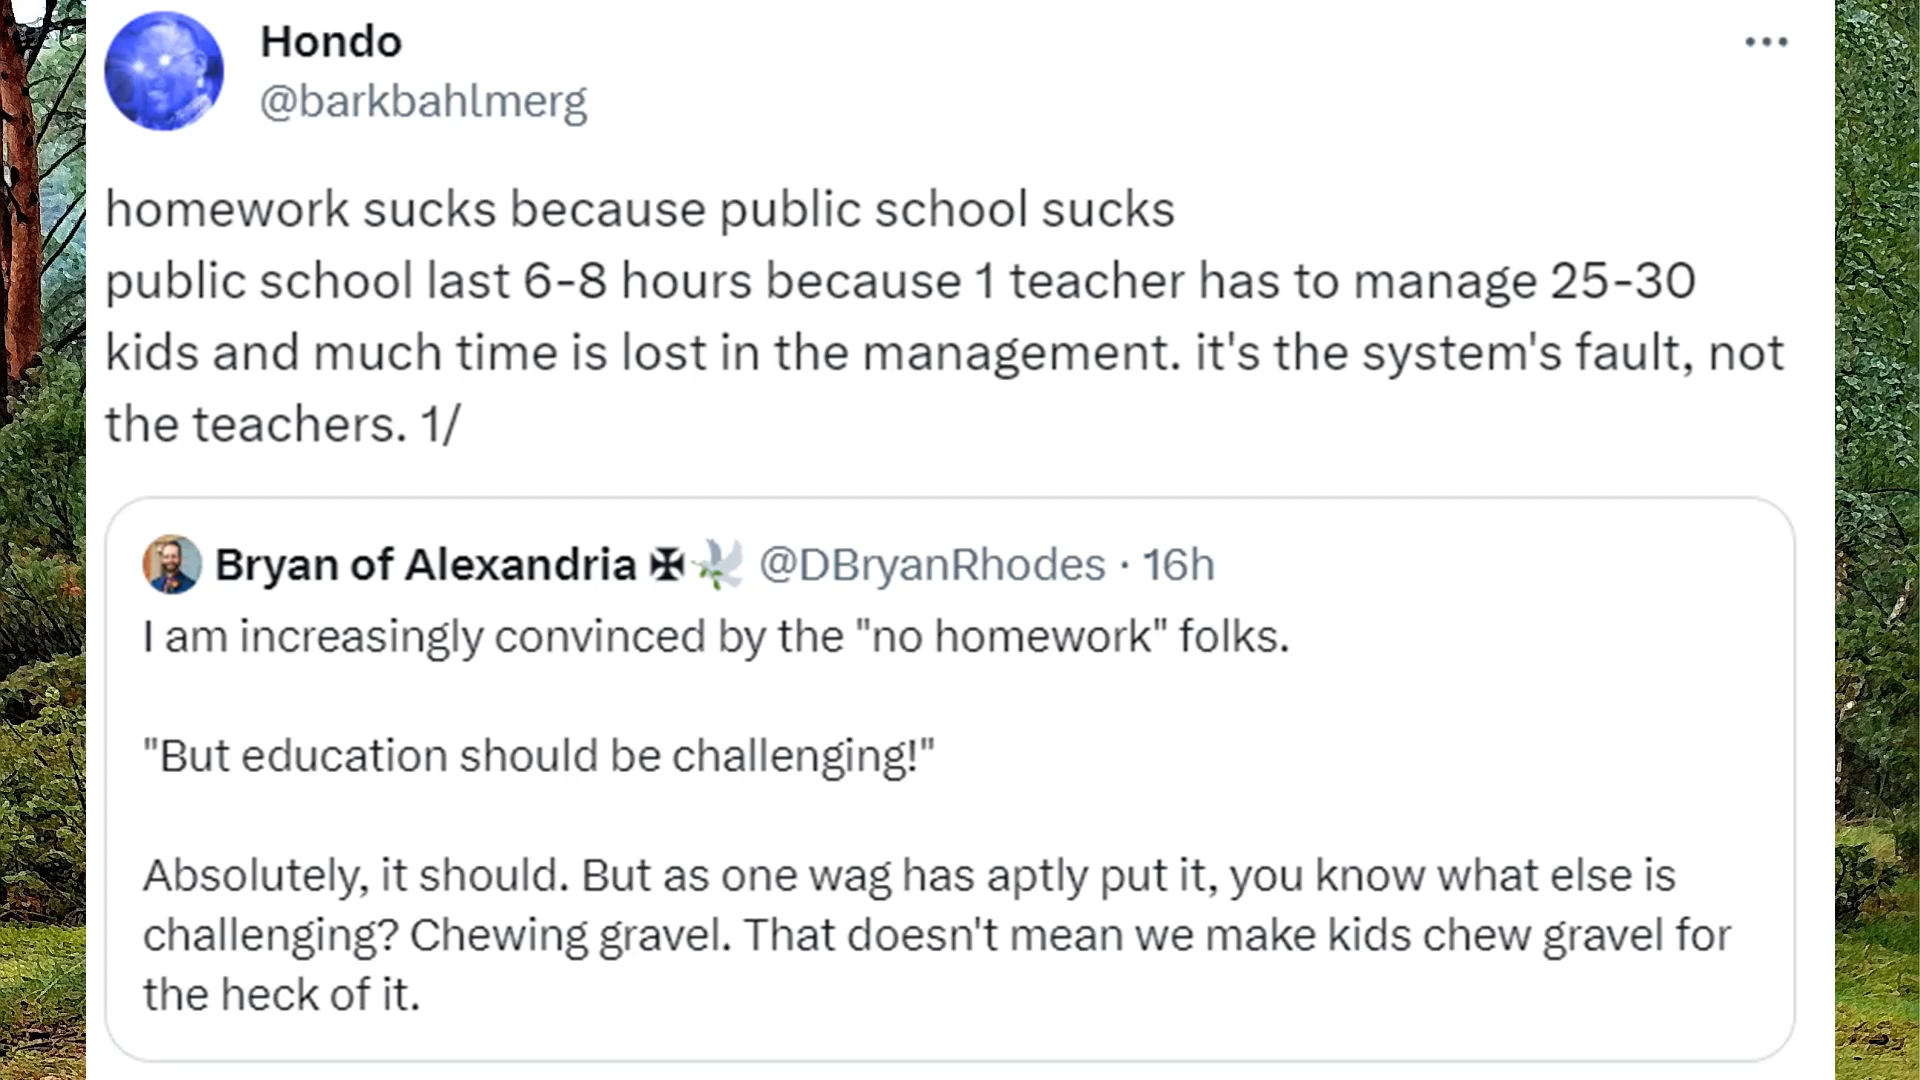 Hondo
@barkbahlmerg
homework sucks because public school sucks
public school last 6-8 hours because 1 teacher has to manage 25-30
kids and much time is lost in the management. it's the system's fault, not
the teachers. 1/
Bryan of Alexandria ✠🕊️ @DBryanRhodes · 16h
I am increasingly convinced by the "no homework" folks.
"But education should be challenging!"
Absolutely, it should. But as one wag has aptly put it, you know what else is
challenging? Chewing gravel. That doesn't mean we make kids chew gravel for
the heck of it.